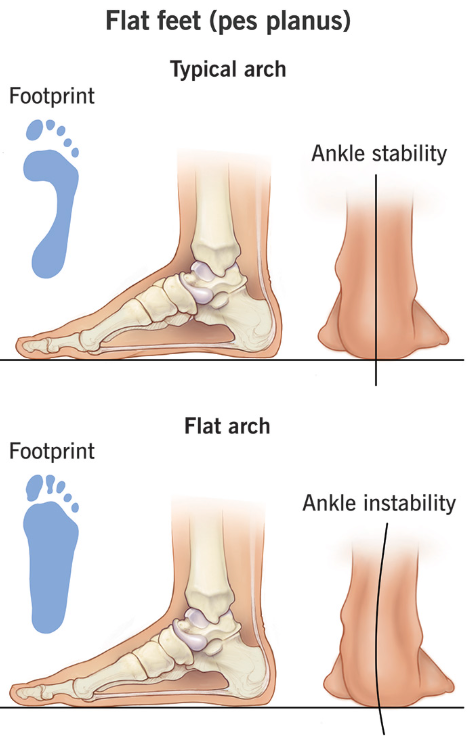 Flat feet (pes planus)
Typical arch
Footprint
Ankle stability
Flat arch
Footprint
Ankle instability